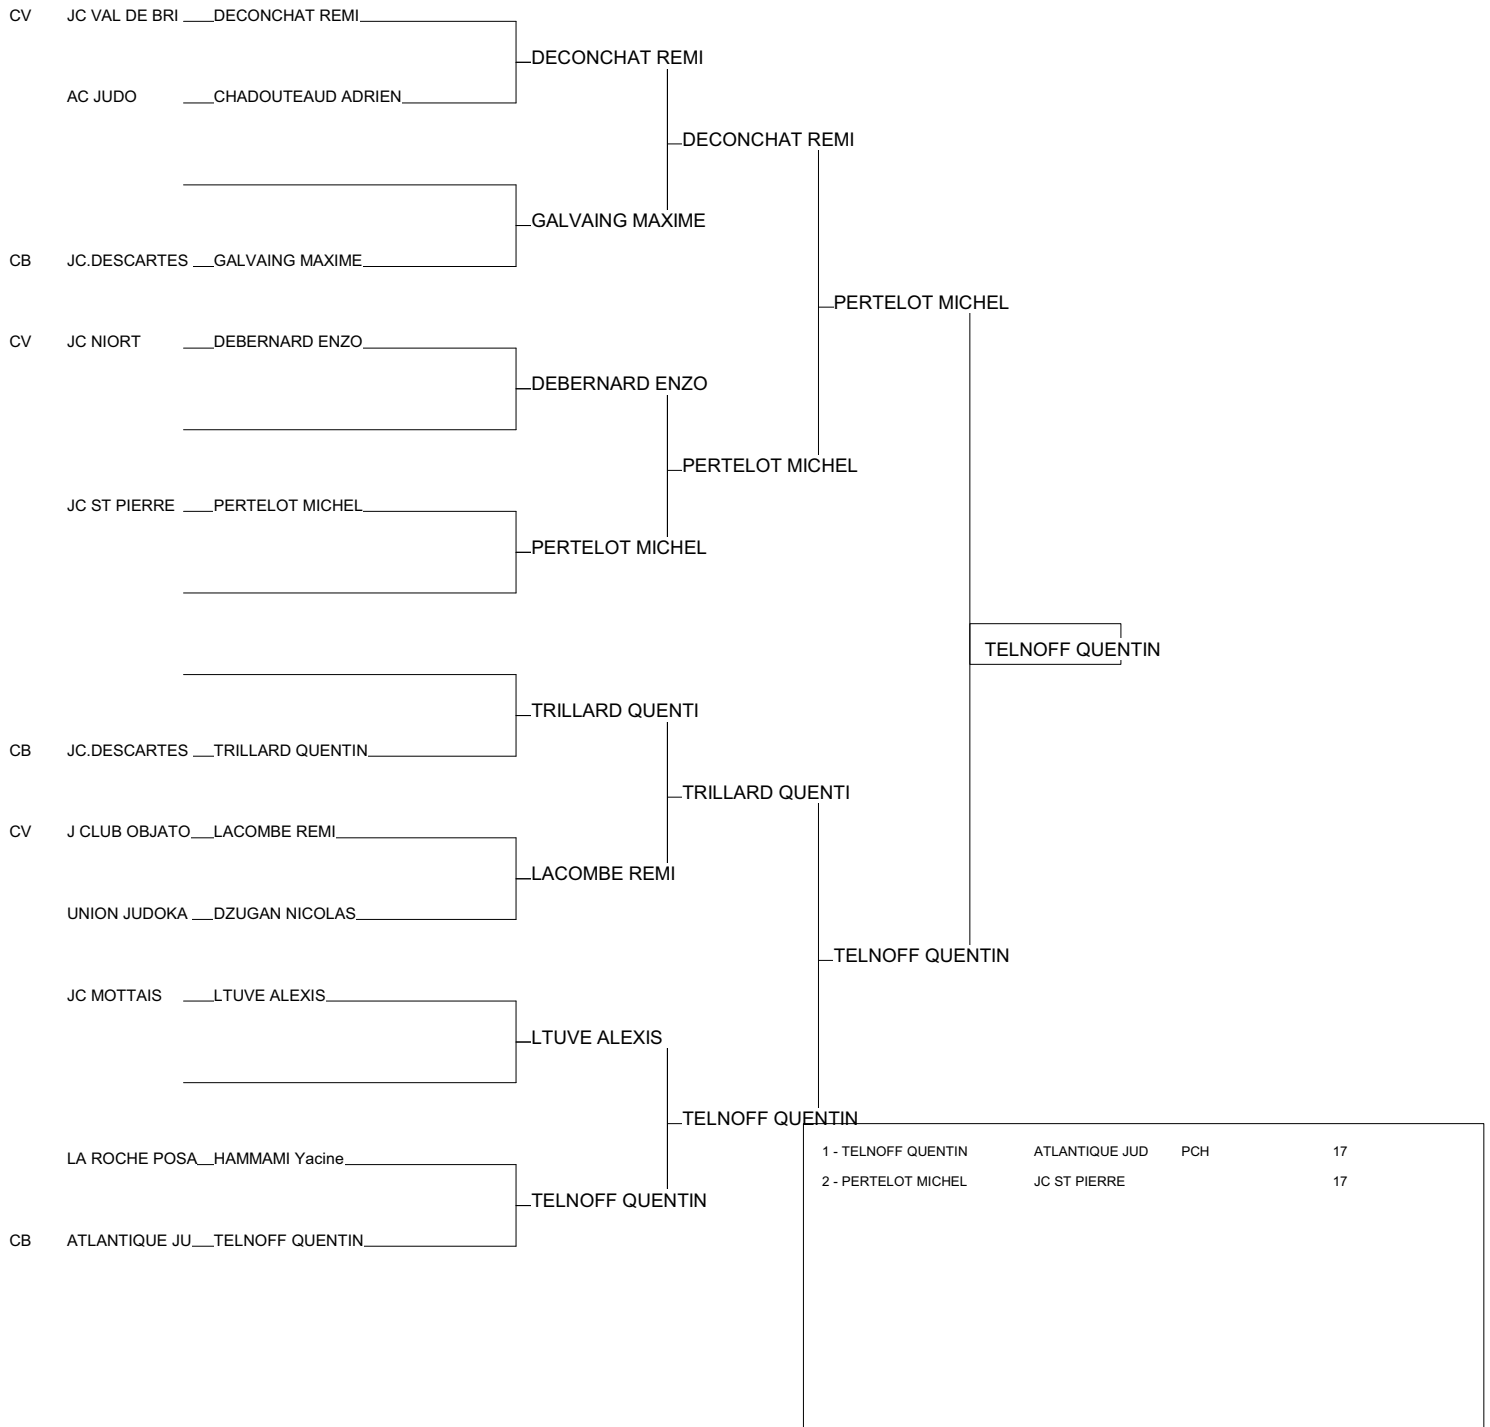 CV JC VAL DE BRI DECONCHAT REMI
DECONCHAT REMI
AC JUDO CHADOUTEAUD ADRIEN
DECONCHAT REMI
GALVAING MAXIME
CB JC.DESCARTES GALVAING MAXIME
PERTELOT MICHEL
CV JC NIORT DEBERNARD ENZO
DEBERNARD ENZO
PERTELOT MICHEL
JC ST PIERRE PERTELOT MICHEL
PERTELOT MICHEL
TELNOFF QUENTIN
TRILLARD QUENTI
CB JC.DESCARTES TRILLARD QUENTIN
TRILLARD QUENTI
CV J CLUB OBJATO LACOMBE REMI
LACOMBE REMI
UNION JUDOKA DZUGAN NICOLAS
TELNOFF QUENTIN
JC MOTTAIS LTUVE ALEXIS
LTUVE ALEXIS
TELNOFF QUENTIN
1 - TELNOFF QUENTIN ATLANTIQUE JUD PCH 17
LA ROCHE POSA HAMMAMI Yacine
2 - PERTELOT MICHEL JC ST PIERRE 17
TELNOFF QUENTIN
CB ATLANTIQUE JU TELNOFF QUENTIN